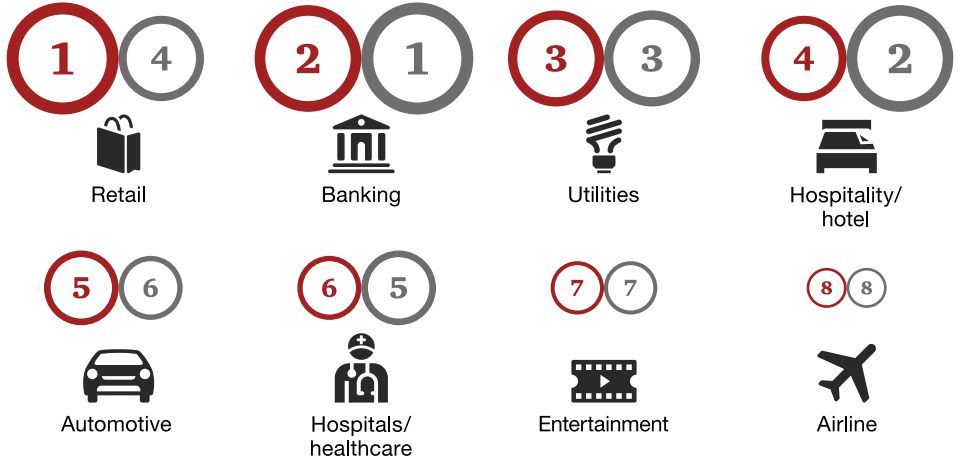 1 4 2 1 3 3 4 2
Retail Banking Utilities Hospitality/
hotel
5 6 6 5 7 7 8 8
Automotive Hospitals/ Entertainment Airline
healthcare